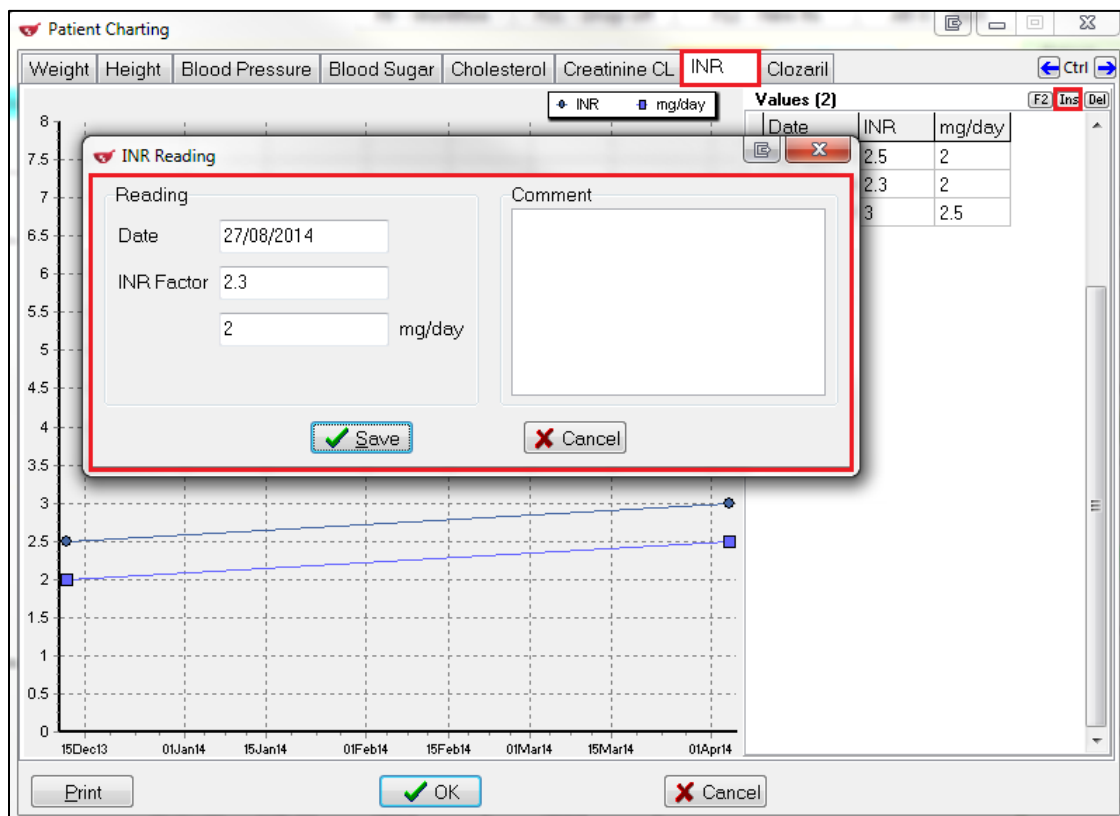 Patient Charting
Weight Height Blood Pressure Blood Sugar Cholesterol Creatinine CL INR Clozaril Ctrl
INR mg/day
Values (2) F2 Ins Del
Date INR mg/day
2.5 2
2.3 2
3 2.5
INR Reading
Reading
Date 27/08/2014
INR Factor 2.3
2 mg/day
Comment
Save
Cancel
8
7.5
7
6.5
6
5.5
5
4.5
4
3.5
3
2.5
2
1.5
1
0.5
0
15Dec13 01Jan14 15Jan14 01Feb14 15Feb14 01Mar14 15Mar14 01Apr14
Print OK Cancel